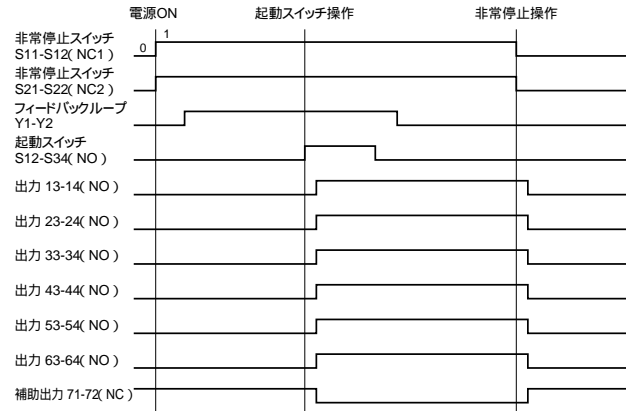 電源ON 起動スイッチ操作 非常停止操作
非常停止スイッチ
S11-S12( NC1 )
0 1
非常停止スイッチ
S21-S22( NC2 )
フィードバックループ
Y1-Y2
起動スイッチ
S12-S34( NO )
出力 13-14( NO )
出力 23-24( NO )
出力 33-34( NO )
出力 43-44( NO )
出力 53-54( NO )
出力 63-64( NO )
補助出力 71-72( NC )